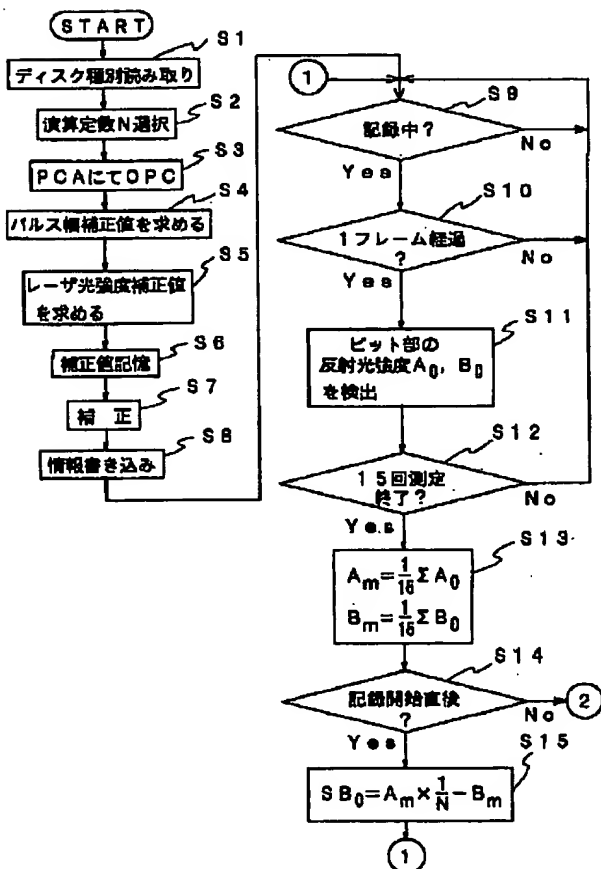 START
S1
ディスク種別読み取り
S2
演算定数N選択
S3
PCAにてOPC
S4
パルス幅補正値を求める
S5
レーザ光強度補正値
を求める
S6
補正値記憶
S7
補 正
S8
情報書き込み
1
S9
記録中?
No
Yes
S10
1フレーム経過
?
No
Yes
S11
ピット部の
反射光強度A0, B0
を検出
S12
15回測定
終了?
No
Yes
S13
Am=1/15ΣA0
Bm=1/15ΣB0
S14
記録開始直後
?
No
2
Yes
S15
SB0=Am×1/N−Bm
1